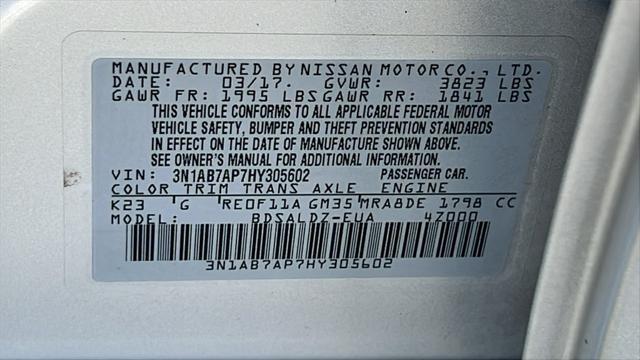 MANUFACTURED BY NISSAN MOTOR CO., LTD.
DATE: 03/17. GVWR: 3823 LBS
GAWR FR: 1995 LBS GAWR RR: 1841 LBS
THIS VEHICLE CONFORMS TO ALL APPLICABLE FEDERAL MOTOR
VEHICLE SAFETY, BUMPER AND THEFT PREVENTION STANDARDS
IN EFFECT ON THE DATE OF MANUFACTURE SHOWN ABOVE.
SEE OWNER'S MANUAL FOR ADDITIONAL INFORMATION.
VIN: 3N1AB7AP7HY305602 PASSENGER CAR.
COLOR TRIM TRANS AXLE ENGINE
K23 G RE0F11A GM35 MRA8DE 1798 CC
MODEL: BDSALDZ-EUA 4Z000
3N1AB7AP7HY305602